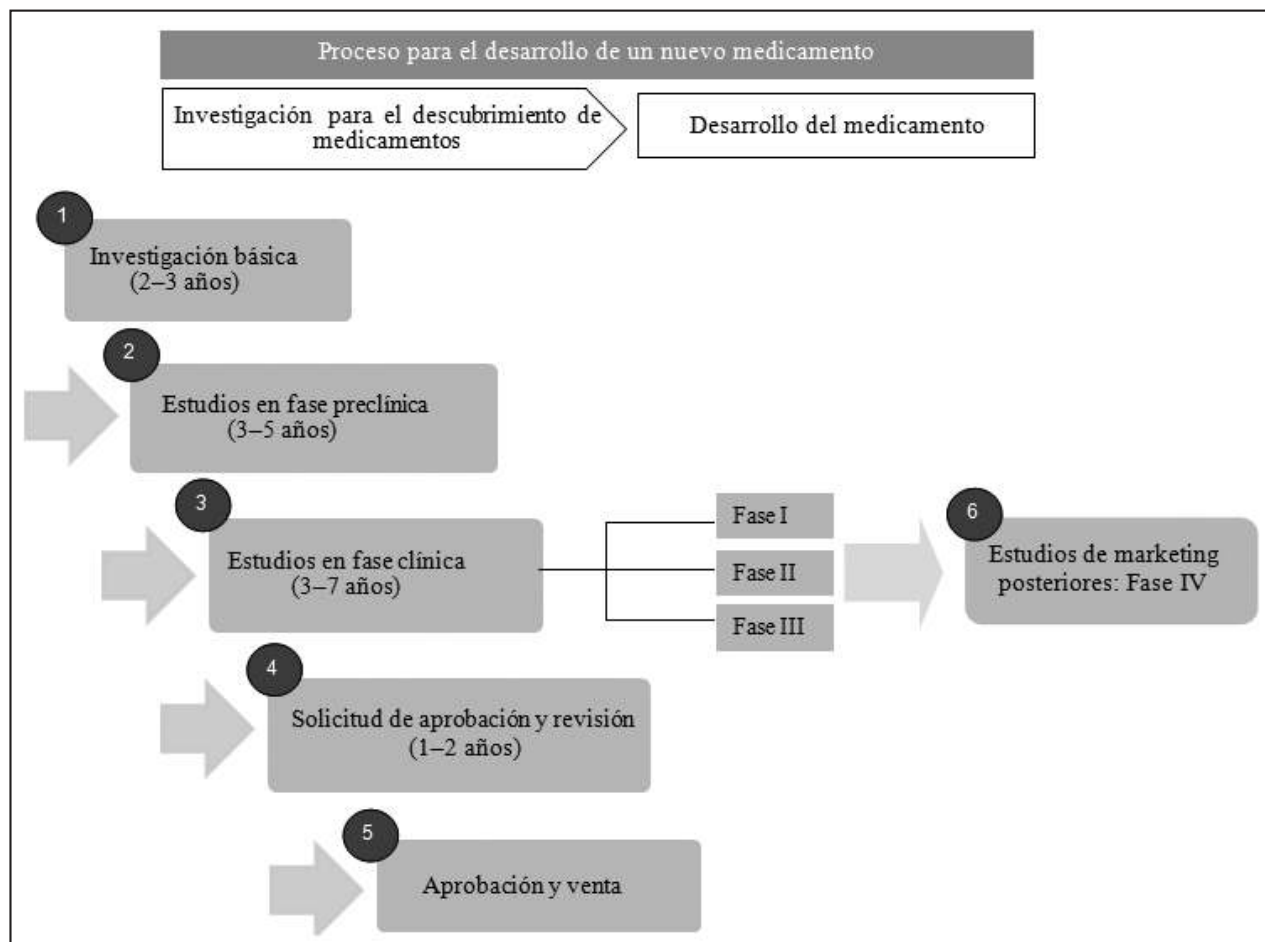 Proceso para el desarrollo de un nuevo medicamento
Investigación para el descubrimiento de
medicamentos
Desarrollo del medicamento
1
Investigación básica
(2–3 años)
2
Estudios en fase preclínica
(3–5 años)
3
Estudios en fase clínica
(3–7 años)
Fase I
Fase II
Fase III
6
Estudios de marketing
posteriores: Fase IV
4
Solicitud de aprobación y revisión
(1–2 años)
5
Aprobación y venta